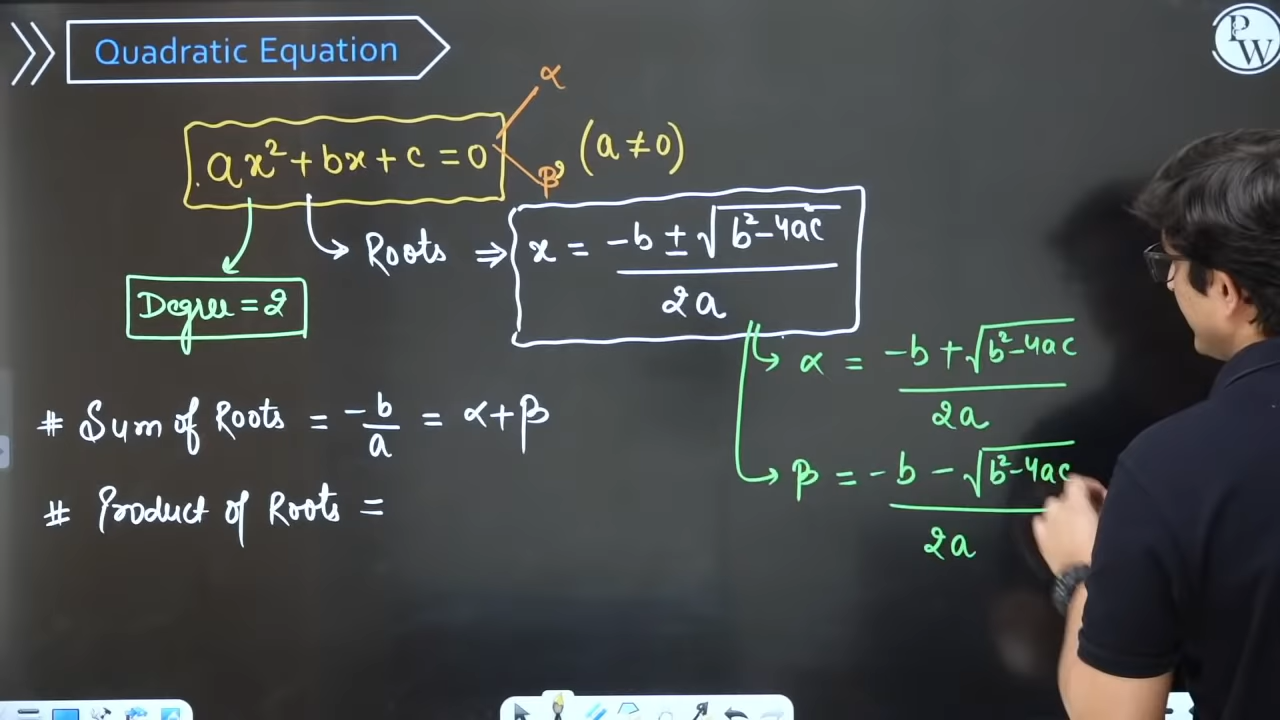 Quadratic Equation
PW
α
ax² + bx + c = 0
(a ≠ 0)
β
Roots ⇒ x = (-b ± √(b²-4ac)) / 2a
Degree = 2
α = (-b + √(b²-4ac)) / 2a
# Sum of Roots = -b/a = α+β
β = (-b - √(b²-4ac)) / 2a
# Product of Roots =